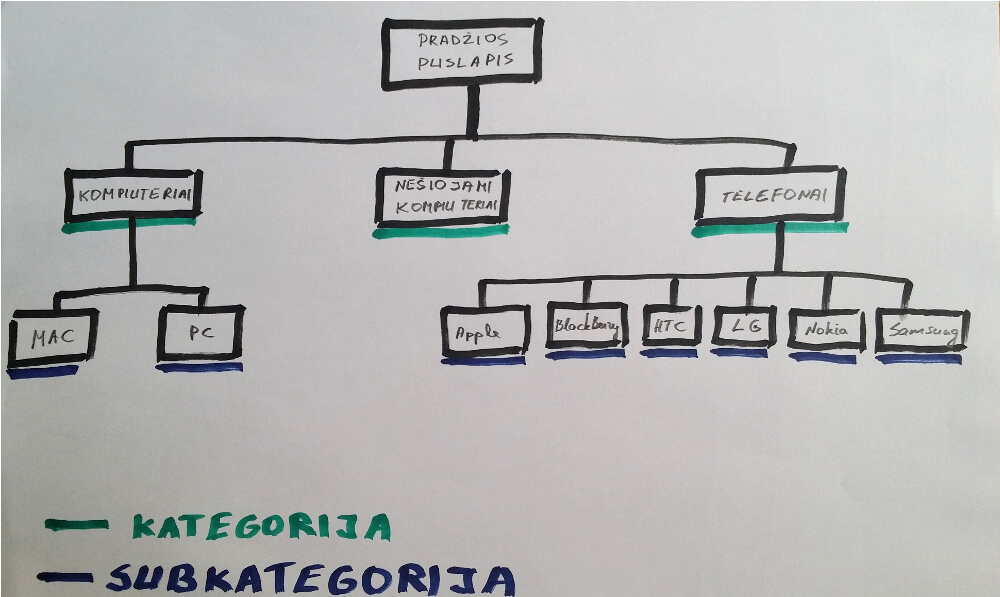 PRADŽIOS
PUSLAPIS
KOMPIUTERIAI
NEŠIOJAMI
KOMPIUTERIAI
TELEFONAI
MAC
PC
Apple
BlackBerry
HTC
LG
Nokia
Samsung
KATEGORIJA
SUBKATEGORIJA